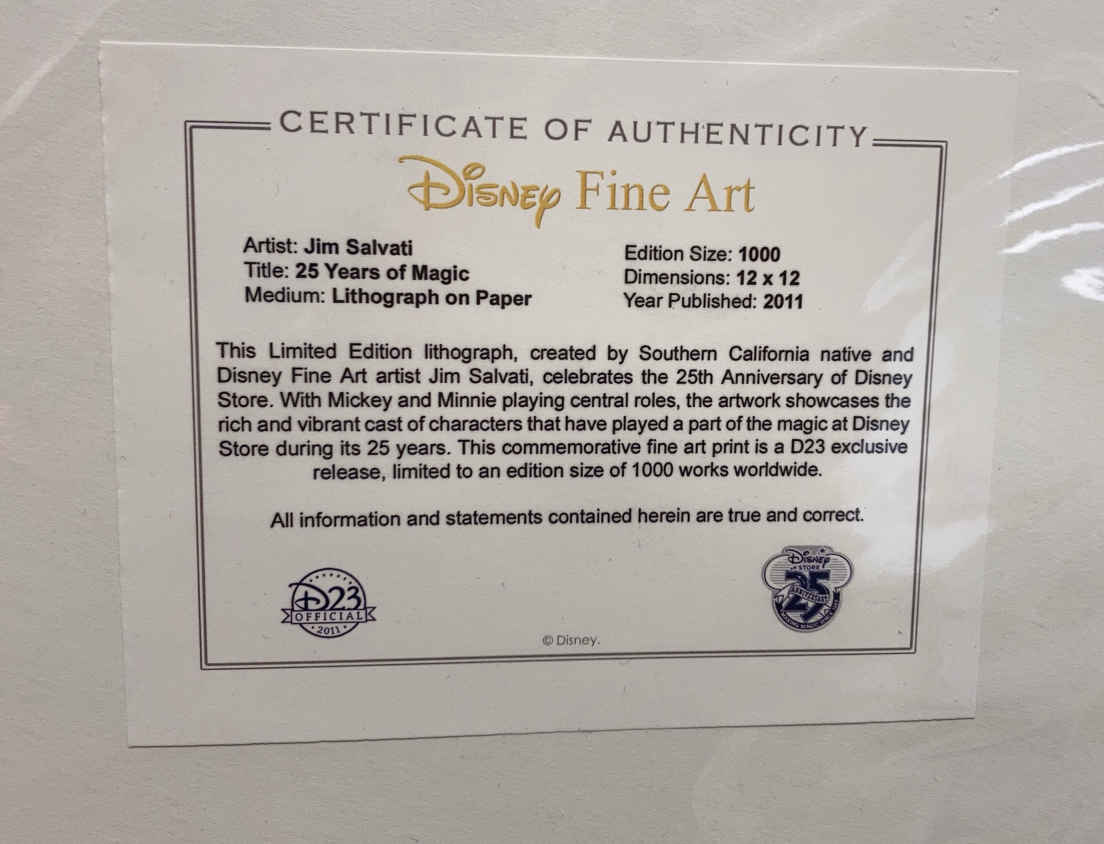 CERTIFICATE OF AUTHENTICITY
Disney Fine Art
Artist: Jim Salvati
Title: 25 Years of Magic
Medium: Lithograph on Paper
Edition Size: 1000
Dimensions: 12 x 12
Year Published: 2011
This Limited Edition lithograph, created by Southern California native and
Disney Fine Art artist Jim Salvati, celebrates the 25th Anniversary of Disney
Store. With Mickey and Minnie playing central roles, the artwork showcases the
rich and vibrant cast of characters that have played a part of the magic at Disney
Store during its 25 years. This commemorative fine art print is a D23 exclusive
release, limited to an edition size of 1000 works worldwide.
All information and statements contained herein are true and correct.
D23
OFFICIAL
2011
© Disney.
Disney
STORE
25
ANNIVERSARY